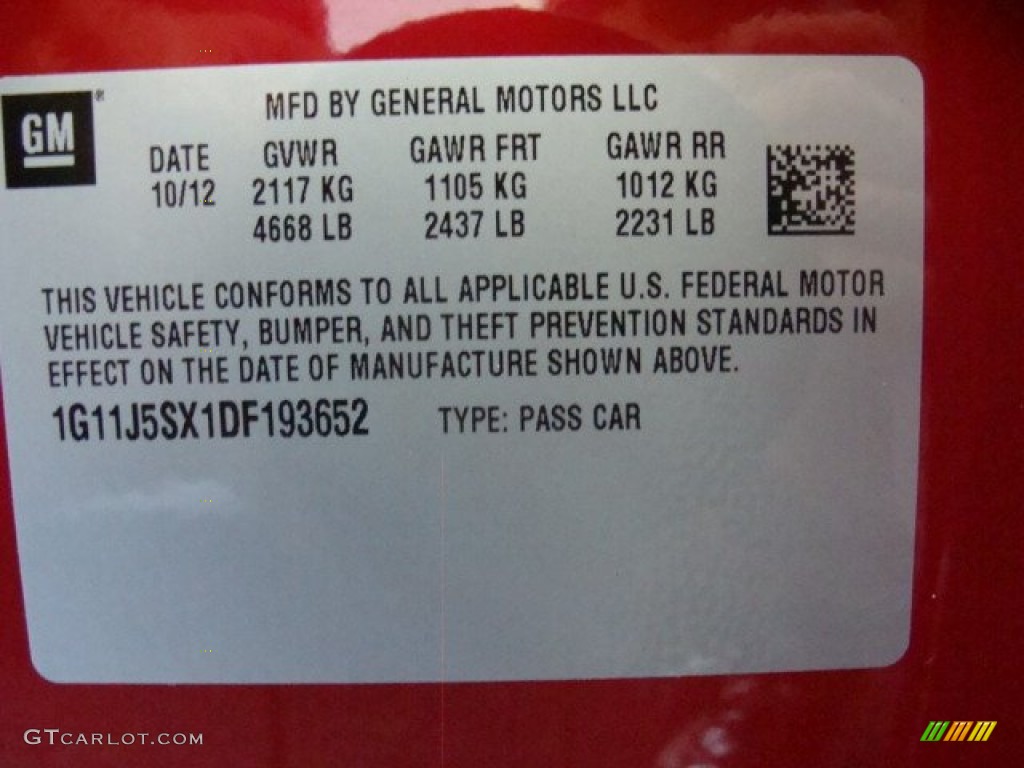 GM®
MFD BY GENERAL MOTORS LLC
DATE GVWR GAWR FRT GAWR RR
10/12 2117 KG 1105 KG 1012 KG
4668 LB 2437 LB 2231 LB
THIS VEHICLE CONFORMS TO ALL APPLICABLE U.S. FEDERAL MOTOR
VEHICLE SAFETY, BUMPER, AND THEFT PREVENTION STANDARDS IN
EFFECT ON THE DATE OF MANUFACTURE SHOWN ABOVE.
1G11J5SX1DF193652 TYPE: PASS CAR
GTCARLOT.COM